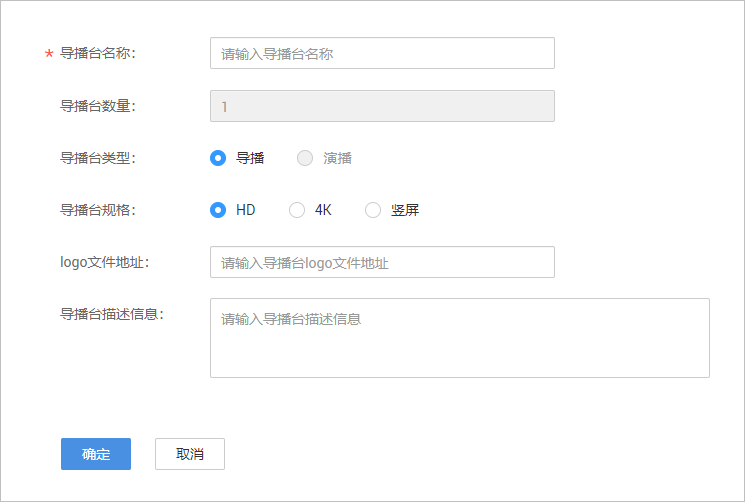 * 导播台名称: 请输入导播台名称
导播台数量: 1
导播台类型: 导播 演播
导播台规格: HD 4K 竖屏
logo文件地址: 请输入导播台logo文件地址
导播台描述信息: 请输入导播台描述信息
确定 取消